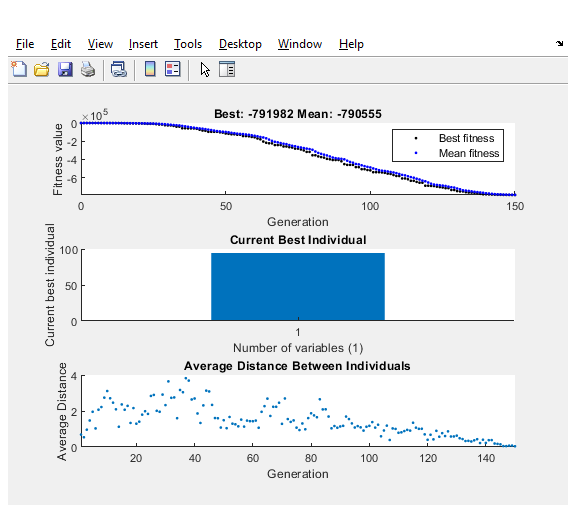 File Edit View Insert Tools Desktop Window Help
Best: -791982 Mean: -790555
×10^5
0
-2
-4
-6
Fitness value
Best fitness
Mean fitness
0 50 100 150
Generation
Current Best Individual
100
50
0
Current best individual
1
Number of variables (1)
Average Distance Between Individuals
4
2
0
Average Distance
20 40 60 80 100 120 140
Generation